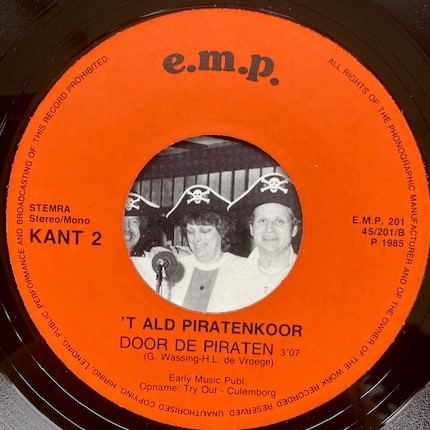 e.m.p.
ALL RIGHTS OF THE PHONOGRAPHIC MANUFACTURER AND OF THE OWNER OF THE WORK RECORDED RESERVED. UNAUTHORISED COPYING, HIRING, LENDING, PUBLIC PERFORMANCE AND BROADCASTING OF THIS RECORD PROHIBITED.
STEMRA
Stereo/Mono
KANT 2
E.M.P. 201
45/201/B
P 1985
'T ALD PIRATENKOOR
DOOR DE PIRATEN 3'07
(G. Wassing-H.L. de Vroege)
Early Music Publ.
Opname: Try Out - Culemborg